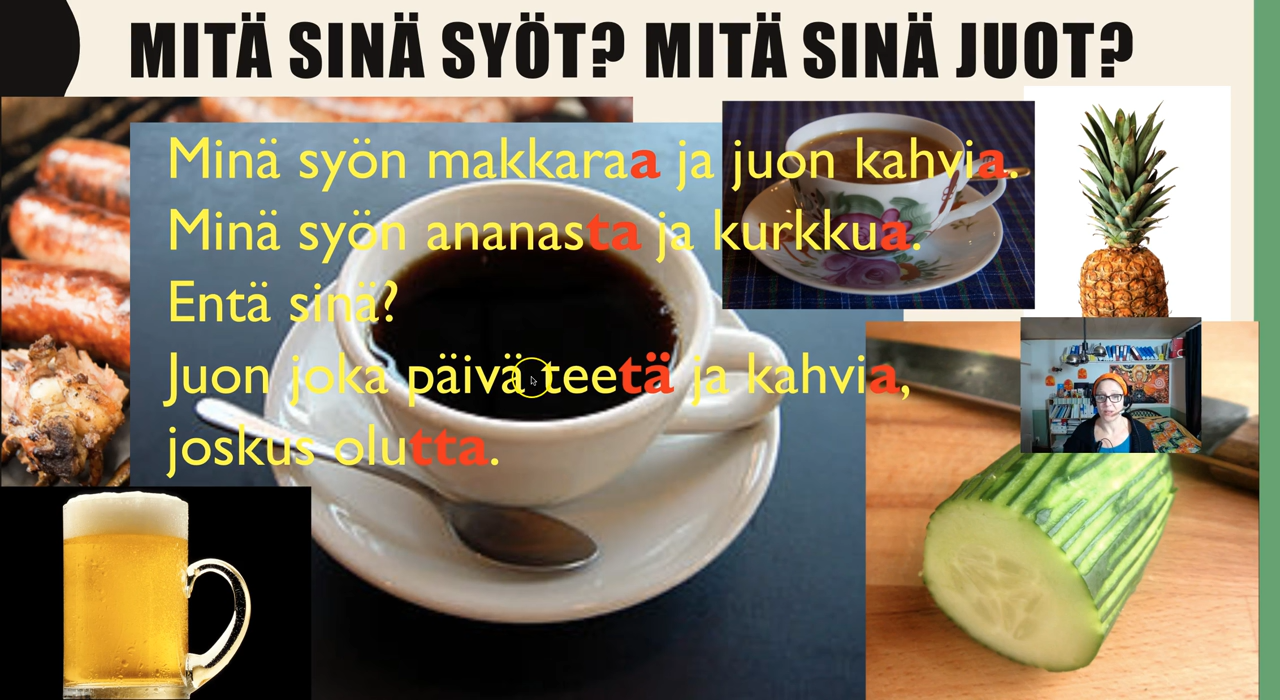 MITÄ SINÄ SYÖT? MITÄ SINÄ JUOT?
Minä syön makkaraa ja juon kahvia.
Minä syön ananasta ja kurkkua.
Entä sinä?
Juon joka päivä teetä ja kahvia,
joskus olutta.